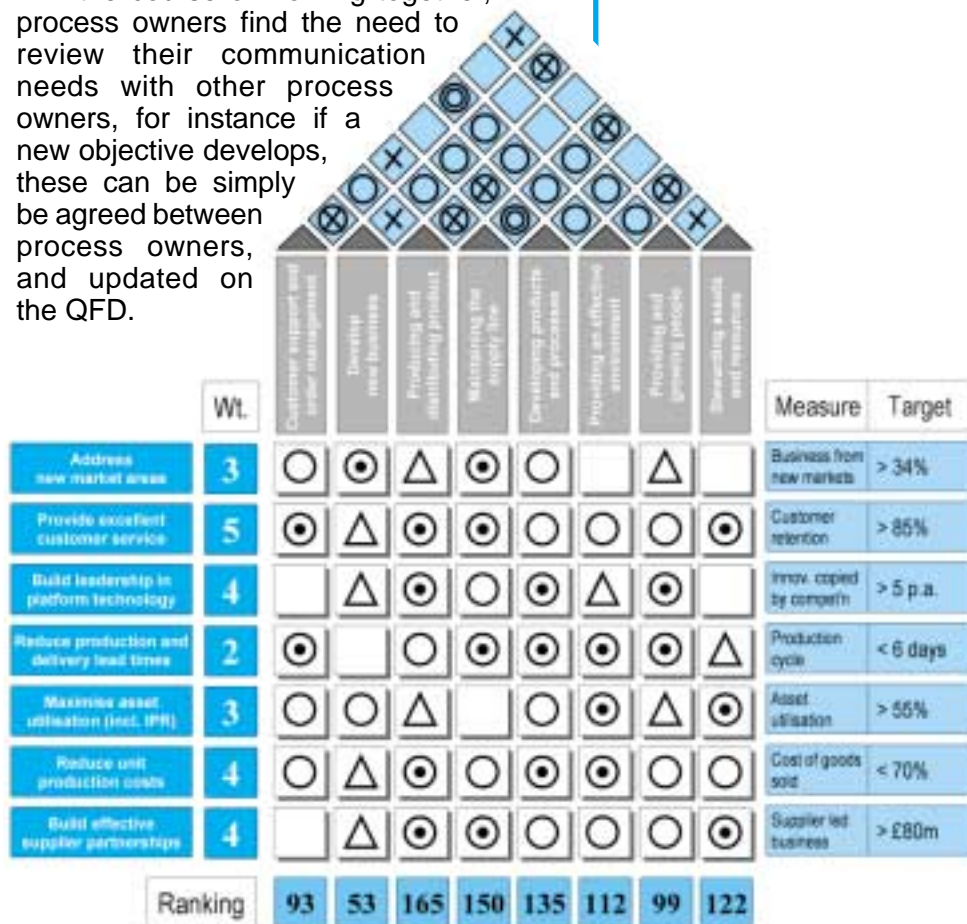 process owners find the need to
review their communication
needs with other process
owners, for instance if a
new objective develops,
these can be simply
be agreed between
process owners,
and updated on
the QFD.
Customer support and
order management
Develop
new business
Producing and
distributing product
Maintaining the
supply line
Developing products
and processes
Providing an effective
environment
Providing and
growing people
Stewarding assets
and resources
Wt.
Measure
Target
Address
new market areas
3
Business from
new markets
> 34%
Provide excellent
customer service
5
Customer
retention
> 85%
Build leadership in
platform technology
4
Innov. copied
by compet'n
> 5 p.a.
Reduce production and
delivery lead times
2
Production
cycle
< 6 days
Maximise asset
utilisation (incl. IPR)
3
Asset
utilisation
> 55%
Reduce unit
production costs
4
Cost of goods
sold
< 70%
Build effective
supplier partnerships
4
Supplier led
business
> £80m
Ranking
93 53 165 150 135 112 99 122